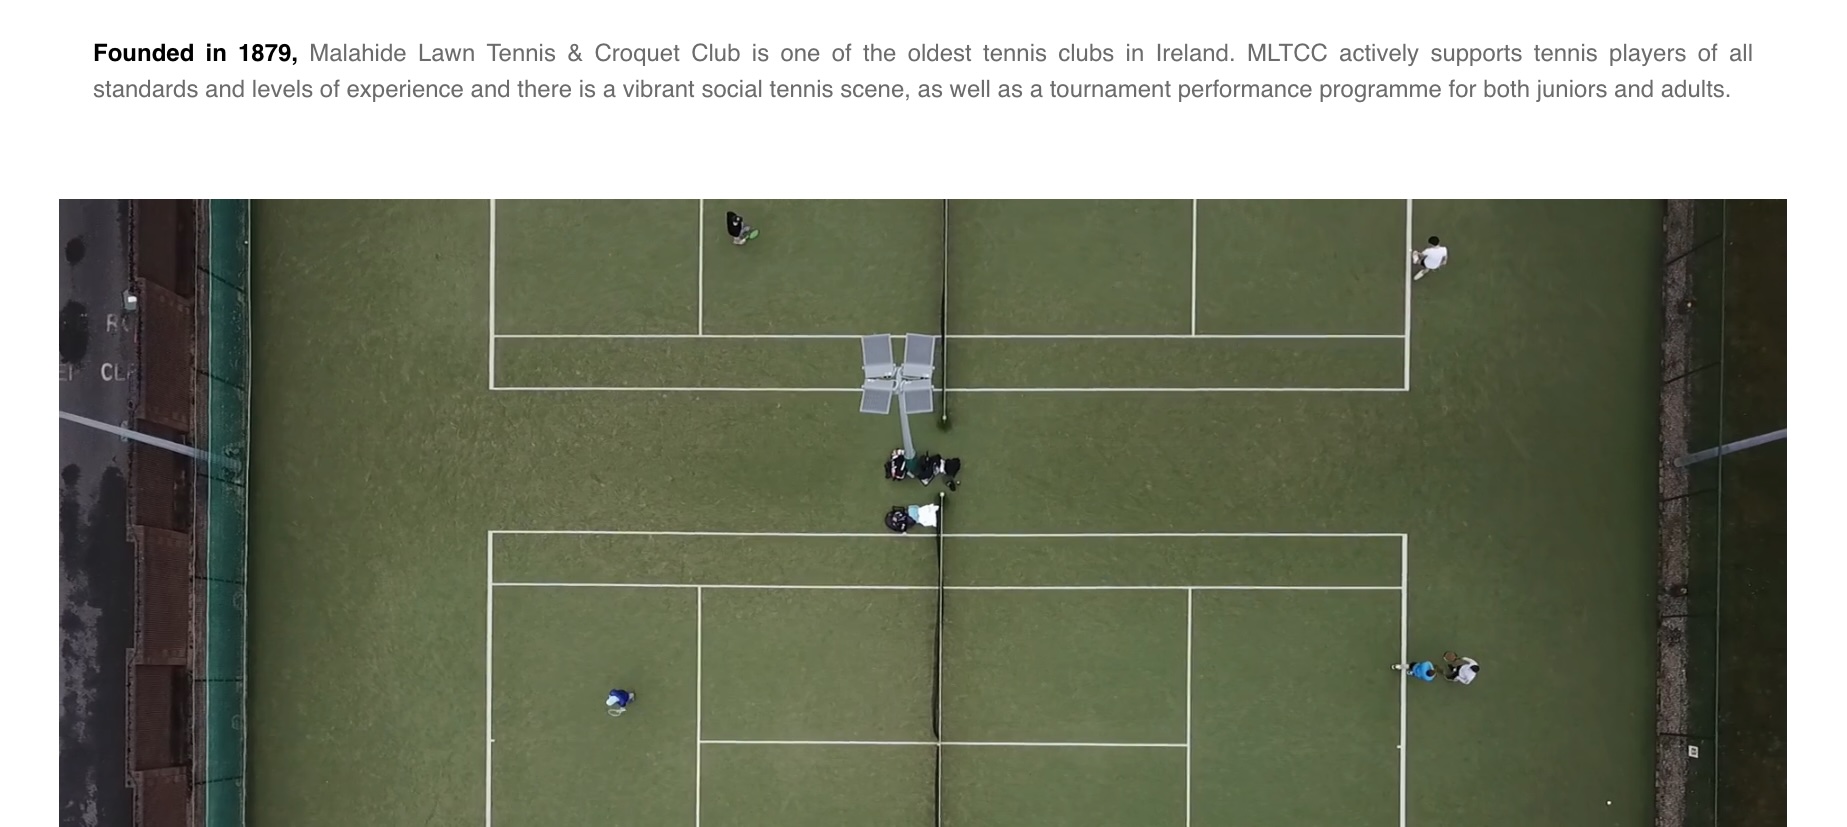 Founded in 1879, Malahide Lawn Tennis & Croquet Club is one of the oldest tennis clubs in Ireland. MLTCC actively supports tennis players of all
standards and levels of experience and there is a vibrant social tennis scene, as well as a tournament performance programme for both juniors and adults.